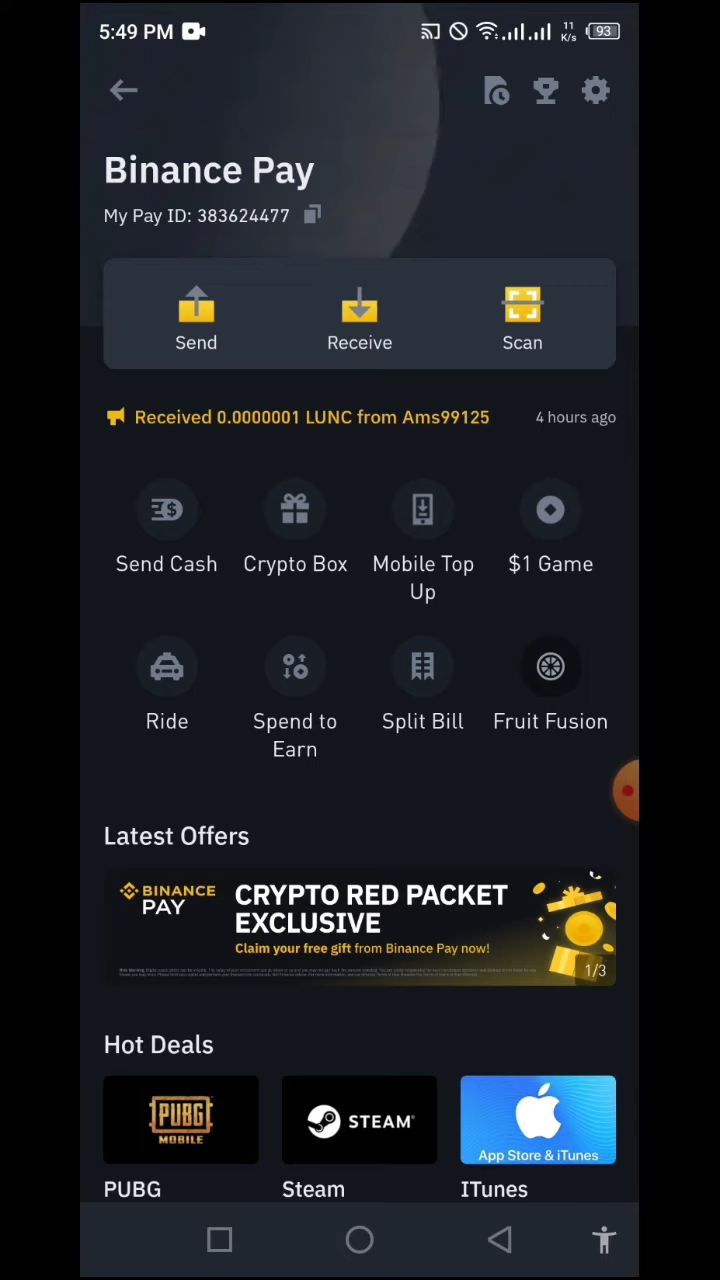 5:49 PM
11
K/s
93
Binance Pay
My Pay ID: 383624477
Send
Receive
Scan
Received 0.0000001 LUNC from Ams99125
4 hours ago
Send Cash
Crypto Box
Mobile Top
Up
$1 Game
Ride
Spend to
Earn
Split Bill
Fruit Fusion
Latest Offers
BINANCE
PAY
CRYPTO RED PACKET
EXCLUSIVE
Claim your free gift from Binance Pay now!
1/3
Hot Deals
PUBG
MOBILE
STEAM
App Store & iTunes
PUBG
Steam
ITunes